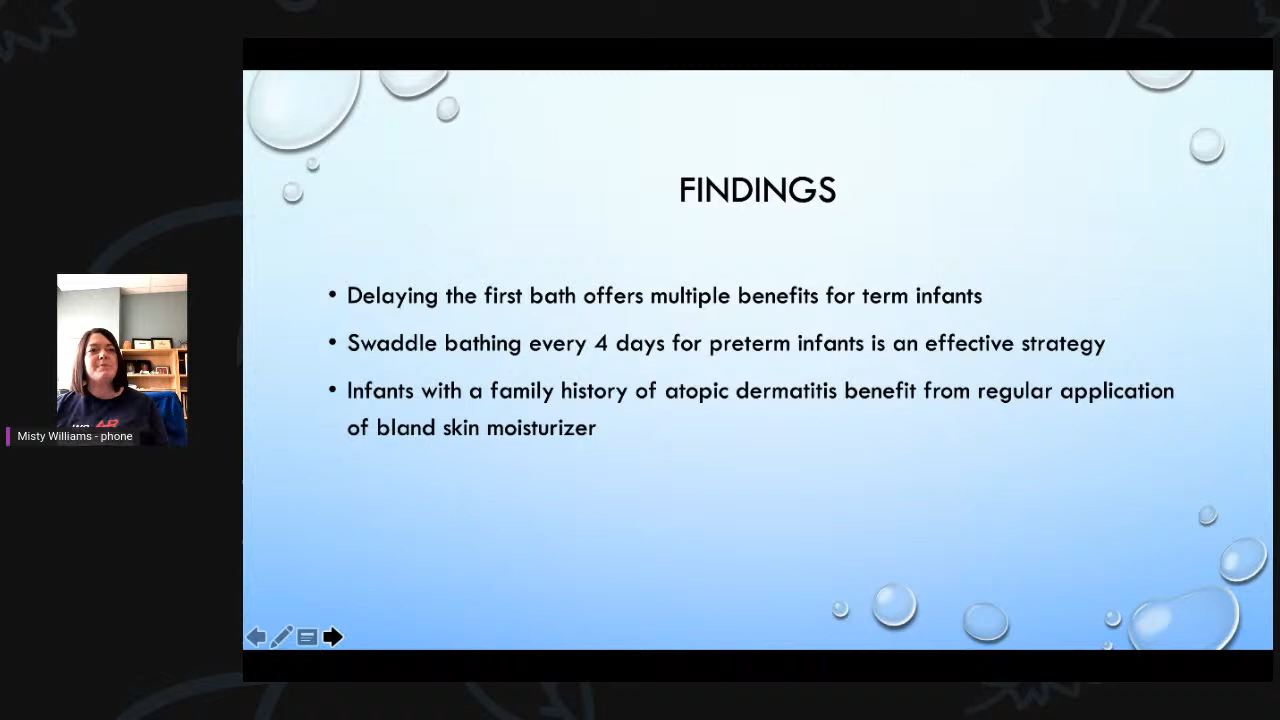 FINDINGS
• Delaying the first bath offers multiple benefits for term infants
• Swaddle bathing every 4 days for preterm infants is an effective strategy
• Infants with a family history of atopic dermatitis benefit from regular application
of bland skin moisturizer
Misty Williams - phone